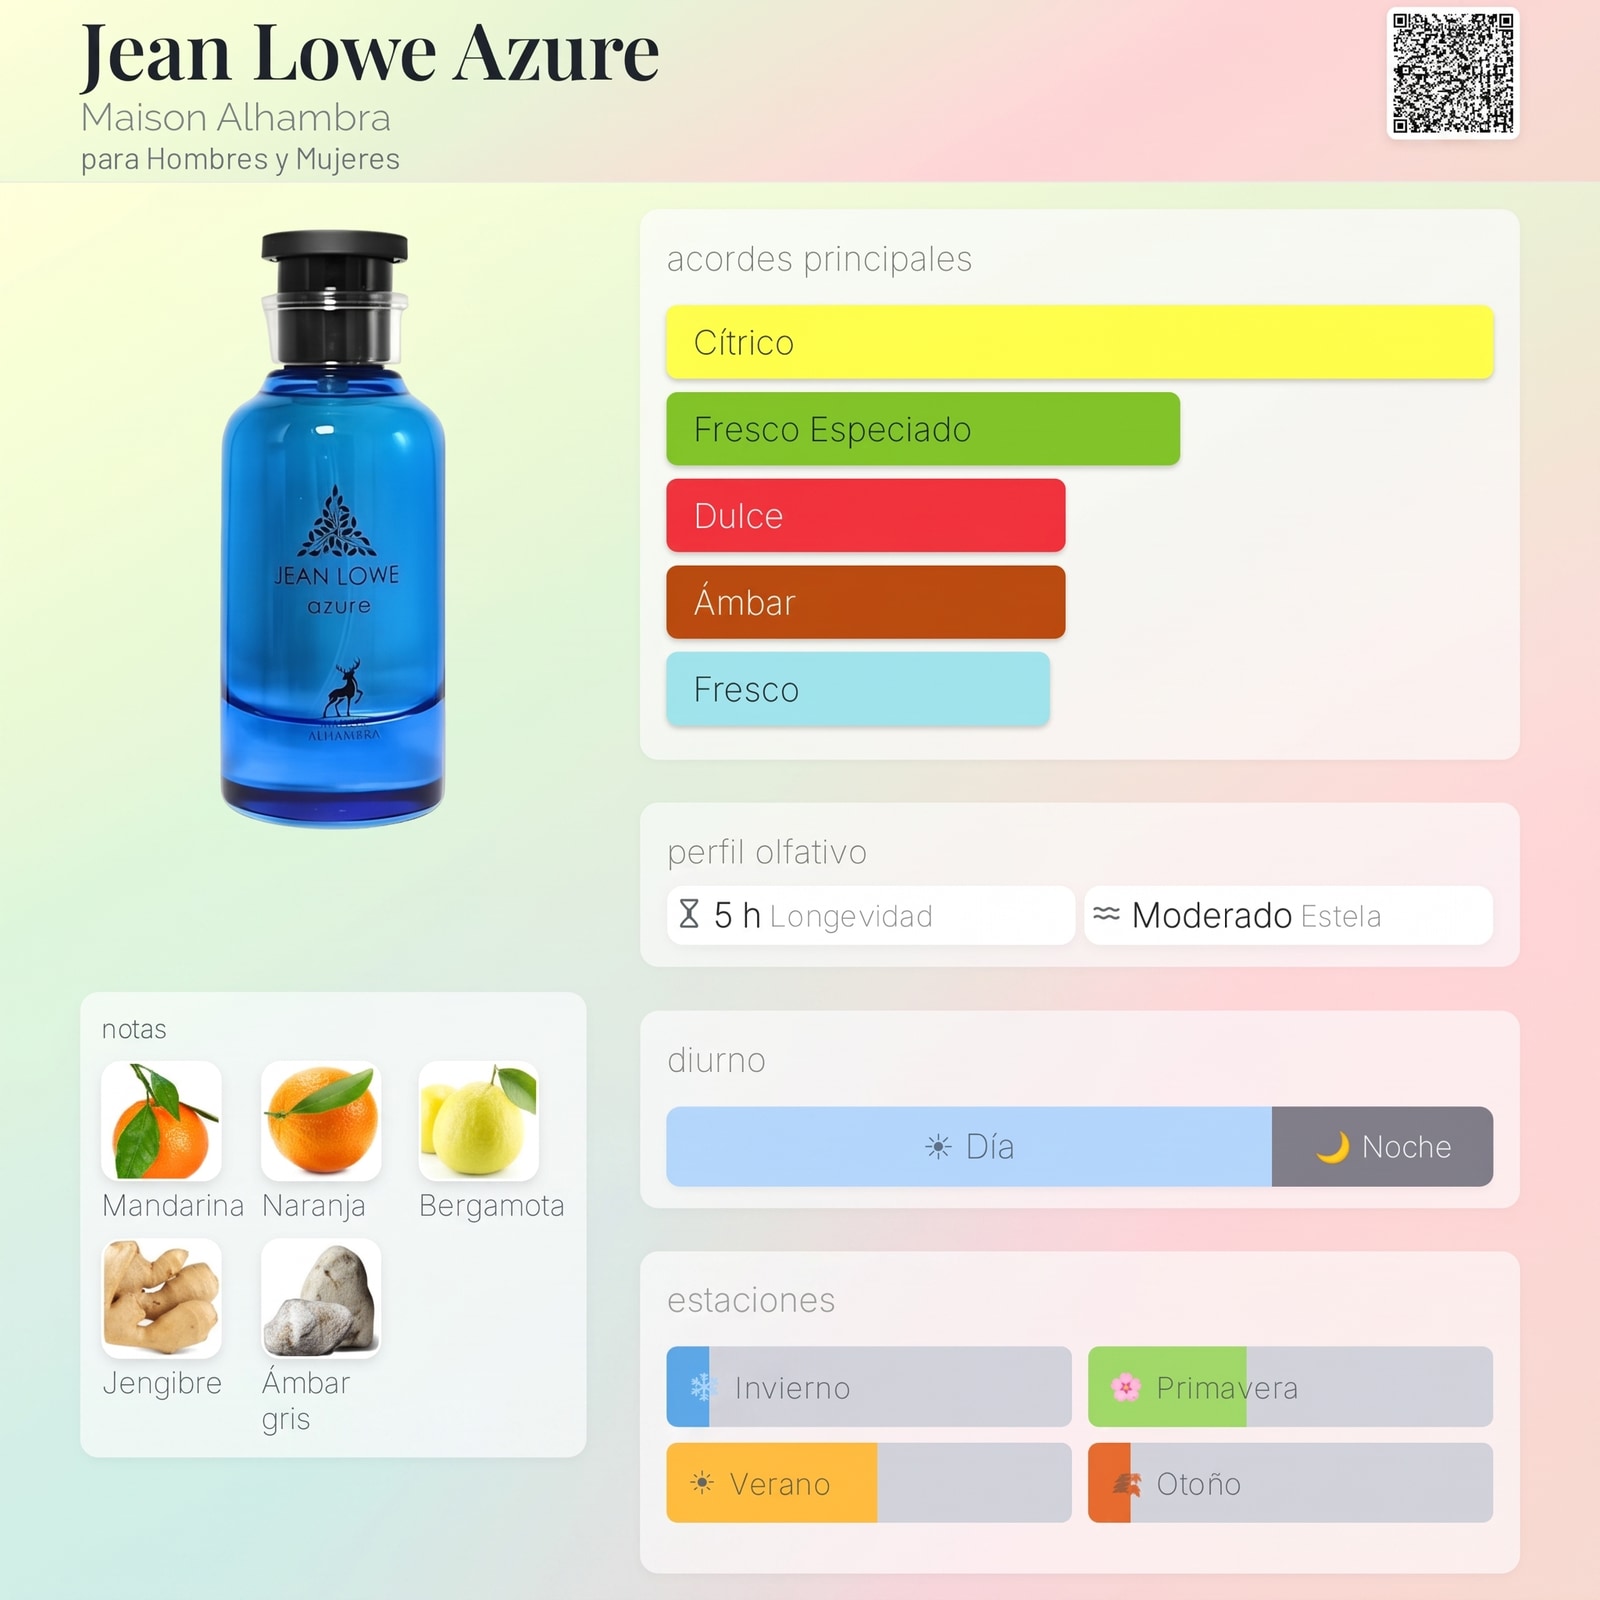 Jean Lowe Azure
Maison Alhambra
para Hombres y Mujeres
JEAN LOWE
azure
ALHAMBRA
acordes principales
Cítrico
Fresco Especiado
Dulce
Ámbar
Fresco
perfil olfativo
5 h Longevidad
Moderado Estela
notas
Mandarina
Naranja
Bergamota
Jengibre
Ámbar
gris
diurno
Día
Noche
estaciones
Invierno
Primavera
Verano
Otoño